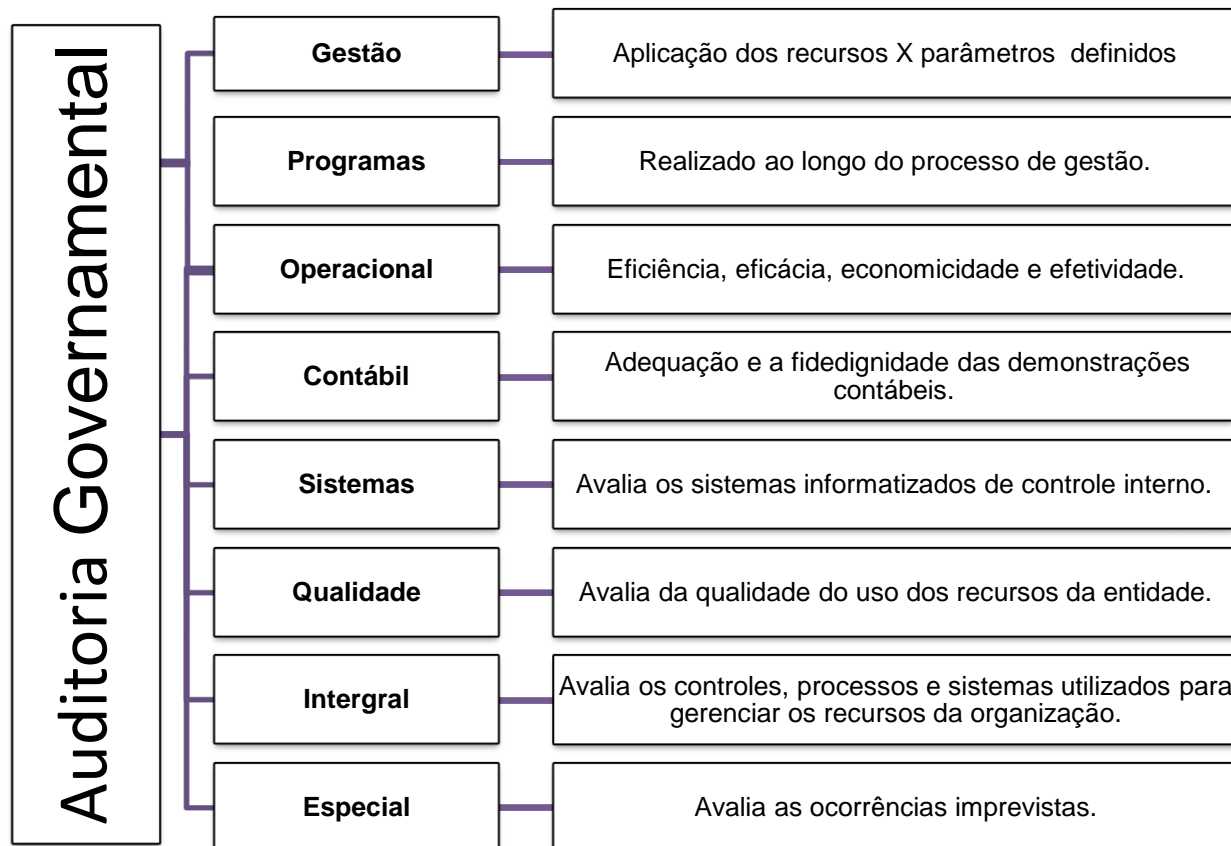 Auditoria Governamental
Gestão
Aplicação dos recursos X parâmetros definidos
Programas
Realizado ao longo do processo de gestão.
Operacional
Eficiência, eficácia, economicidade e efetividade.
Contábil
Adequação e a fidedignidade das demonstrações
contábeis.
Sistemas
Avalia os sistemas informatizados de controle interno.
Qualidade
Avalia da qualidade do uso dos recursos da entidade.
Intergral
Avalia os controles, processos e sistemas utilizados para
gerenciar os recursos da organização.
Especial
Avalia as ocorrências imprevistas.